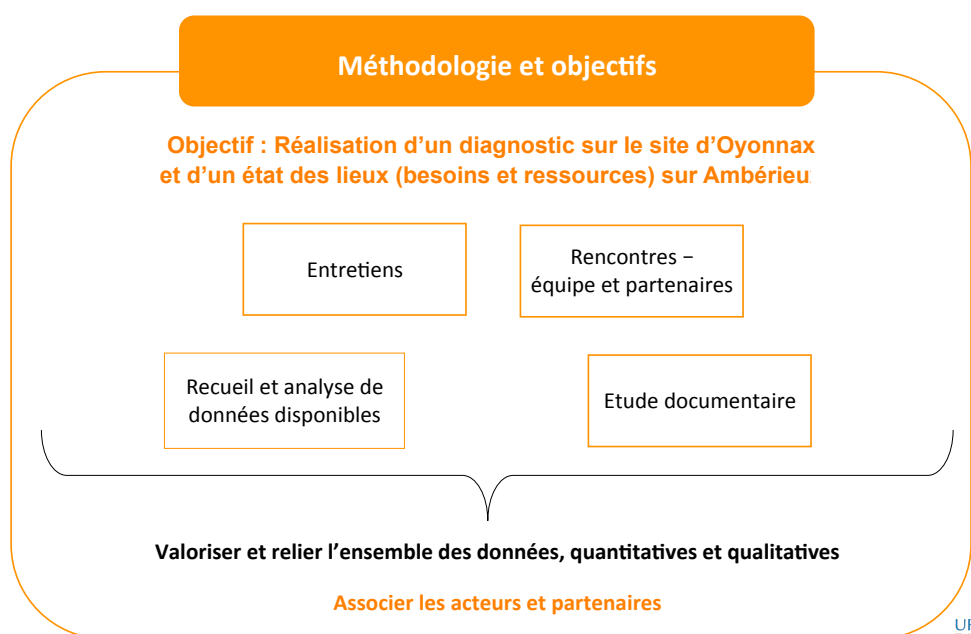 Méthodologie et objectifs
Objectif : Réalisation d’un diagnostic sur le site d’Oyonnax
et d’un état des lieux (besoins et ressources) sur Ambérieu
Entretiens
Rencontres –
équipe et partenaires
Recueil et analyse de
données disponibles
Etude documentaire
Valoriser et relier l’ensemble des données, quantitatives et qualitatives
Associer les acteurs et partenaires